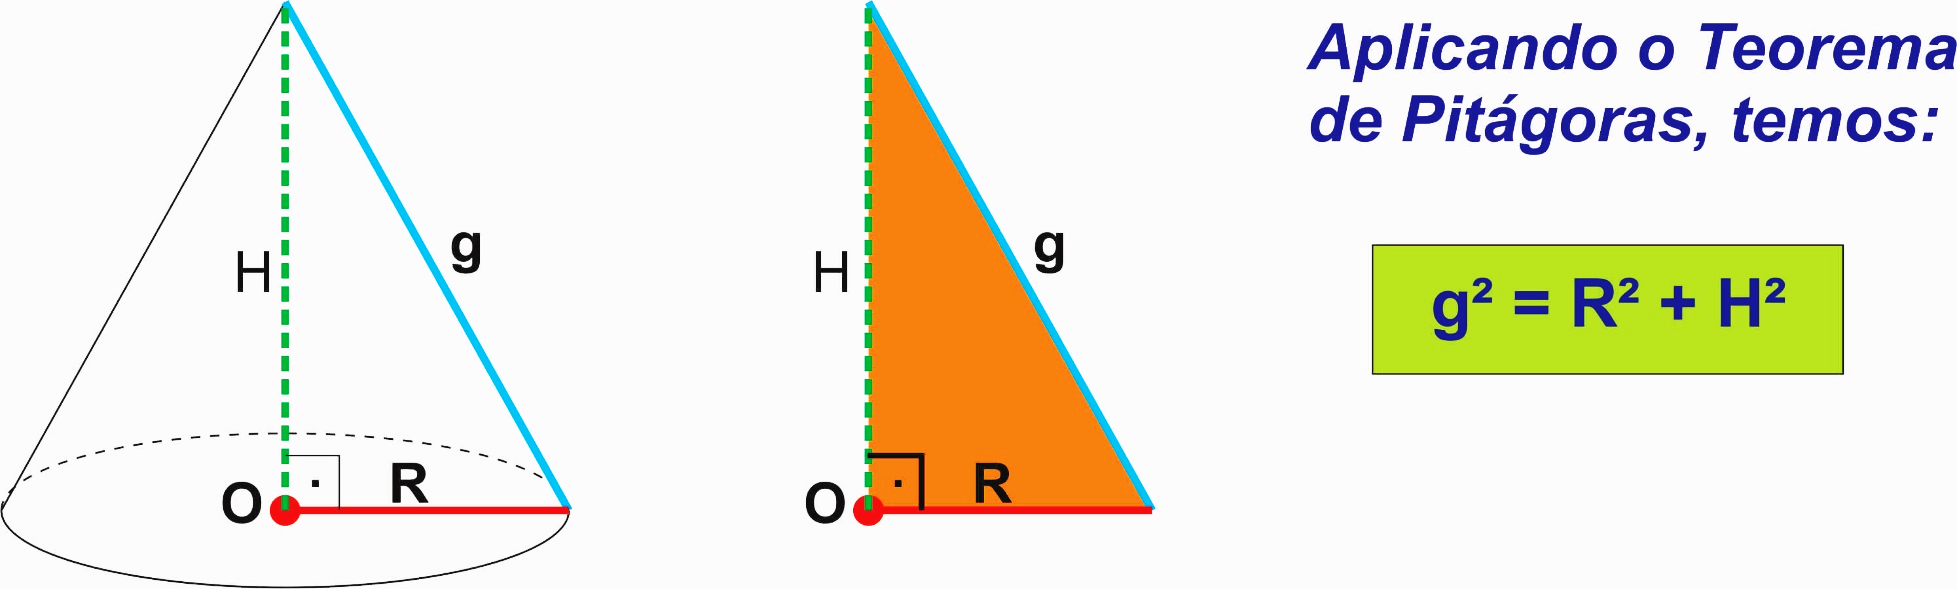 H
g
O
R
H
g
O
R
Aplicando o Teorema
de Pitágoras, temos:
g² = R² + H²